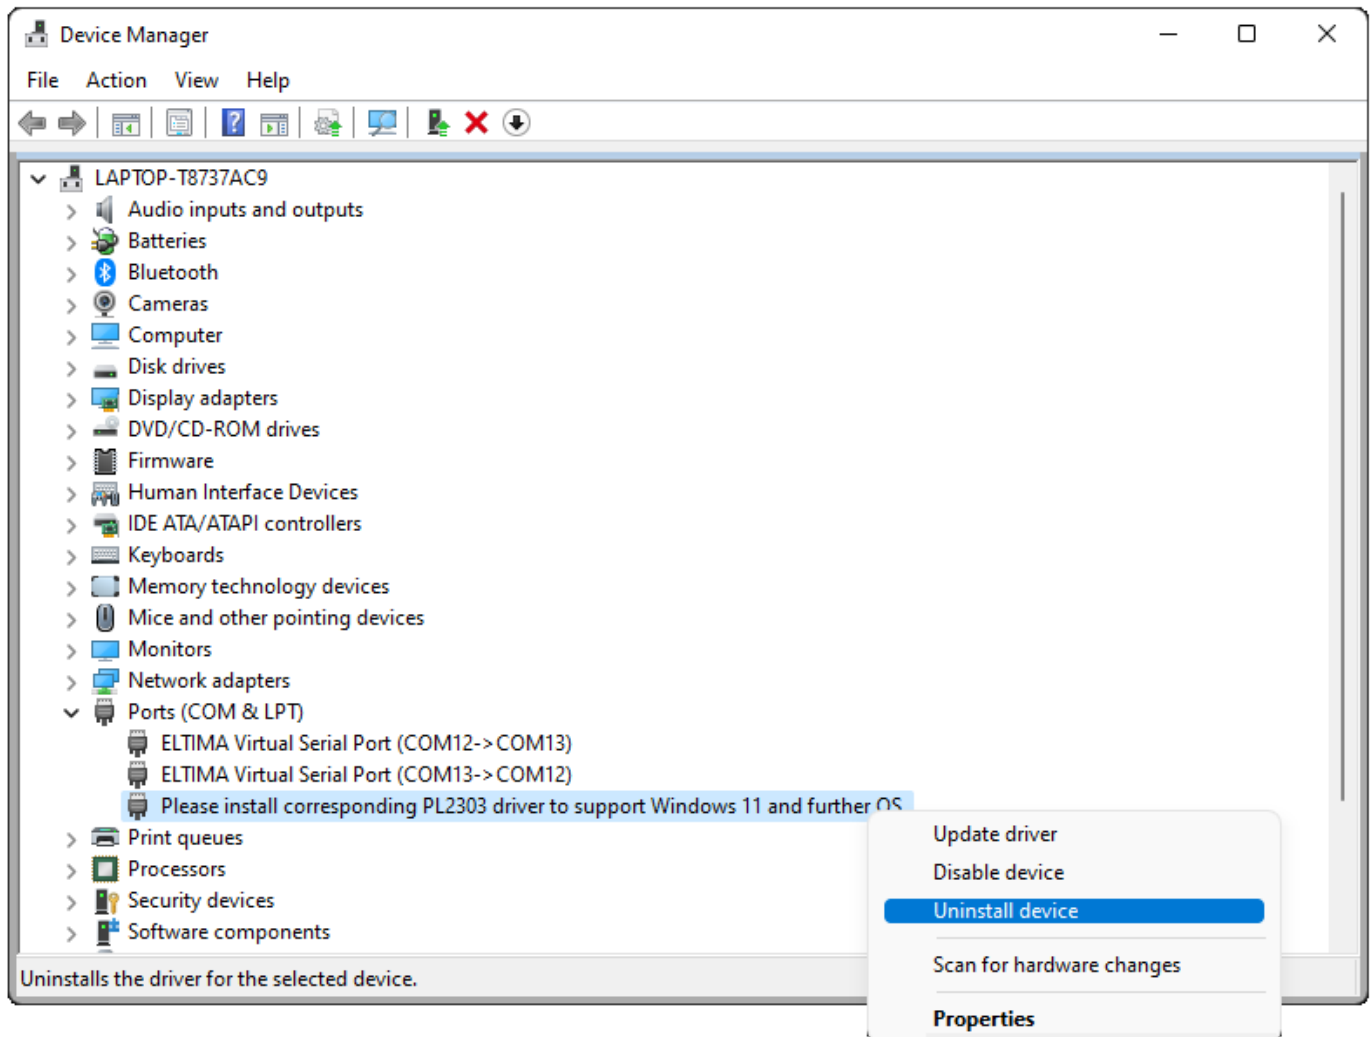 Device Manager
File Action View Help
LAPTOP-T8737AC9
Audio inputs and outputs
Batteries
Bluetooth
Cameras
Computer
Disk drives
Display adapters
DVD/CD-ROM drives
Firmware
Human Interface Devices
IDE ATA/ATAPI controllers
Keyboards
Memory technology devices
Mice and other pointing devices
Monitors
Network adapters
Ports (COM & LPT)
ELTIMA Virtual Serial Port (COM12->COM13)
ELTIMA Virtual Serial Port (COM13->COM12)
Please install corresponding PL2303 driver to support Windows 11 and further OS
Print queues
Processors
Security devices
Software components
Update driver
Disable device
Uninstall device
Scan for hardware changes
Properties
Uninstalls the driver for the selected device.